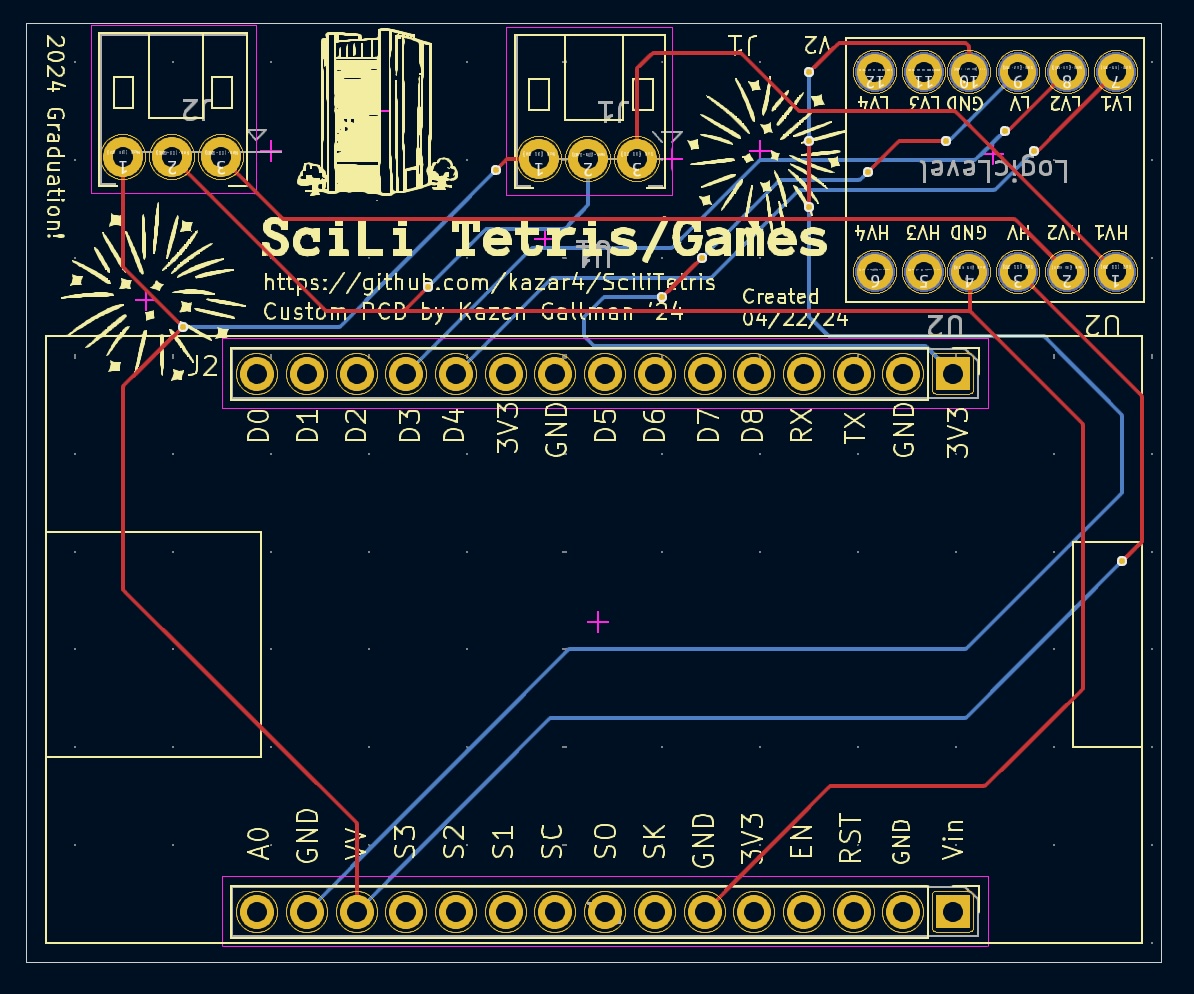 2024 Graduation!
J2
1 2 3
J1
J1
1 2 3
V2
12 11 10 9 8 7
LV4 LV3 GND LV LV2 LV1
LogicLevel
HV4 HV3 GND HV HV2 HV1
6 5 4 3 2 1
SciLi Tetris/Games
https://github.com/kazar4/SciliTetris
Custom PCB by Kazen Gallman '24
Created
04/22/24
U2
U2
J2
D0 D1 D2 D3 D4 3V3 GND D5 D6 D7 D8 RX TX GND 3V3
A0 GND VV S3 S2 S1 SC SO SK GND 3V3 EN RST GND Vin